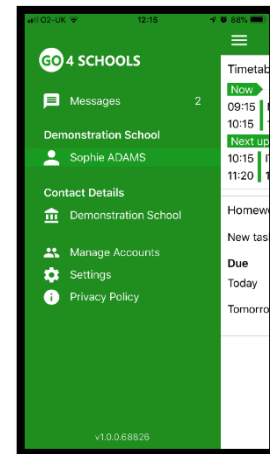 O2-UK 12:15 88%
GO 4 SCHOOLS
Messages 2
Demonstration School
Sophie ADAMS
Contact Details
Demonstration School
Manage Accounts
Settings
Privacy Policy
v1.0.0.68826
Timetab
Now
09:15
10:15
Next up
10:15
11:20
Homew
New tas
Due
Today
Tomorro